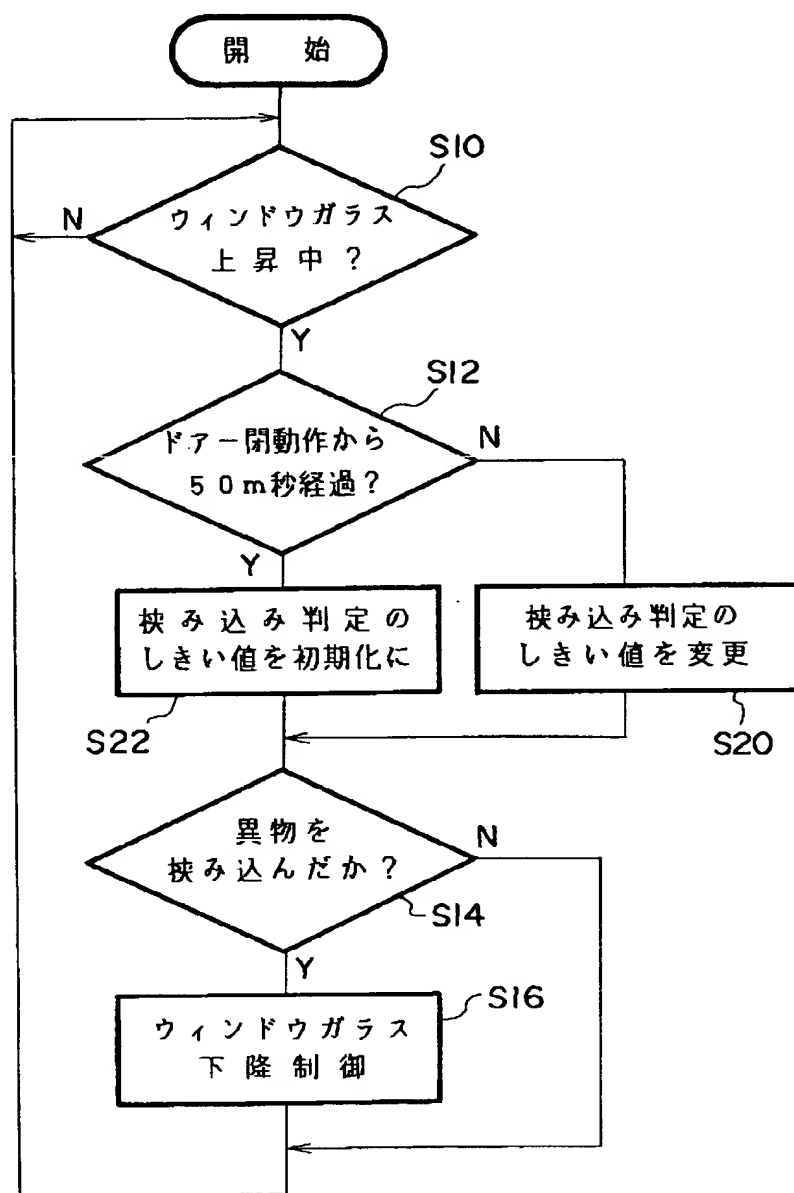 開始
S10
ウィンドウガラス
上昇中？
N
Y
S12
ドアー閉動作から
５０m秒経過？
N
Y
挟み込み判定の
しきい値を初期化に
S22
挟み込み判定の
しきい値を変更
S20
異物を
挟み込んだか？
N
S14
Y
S16
ウィンドウガラス
下降制御